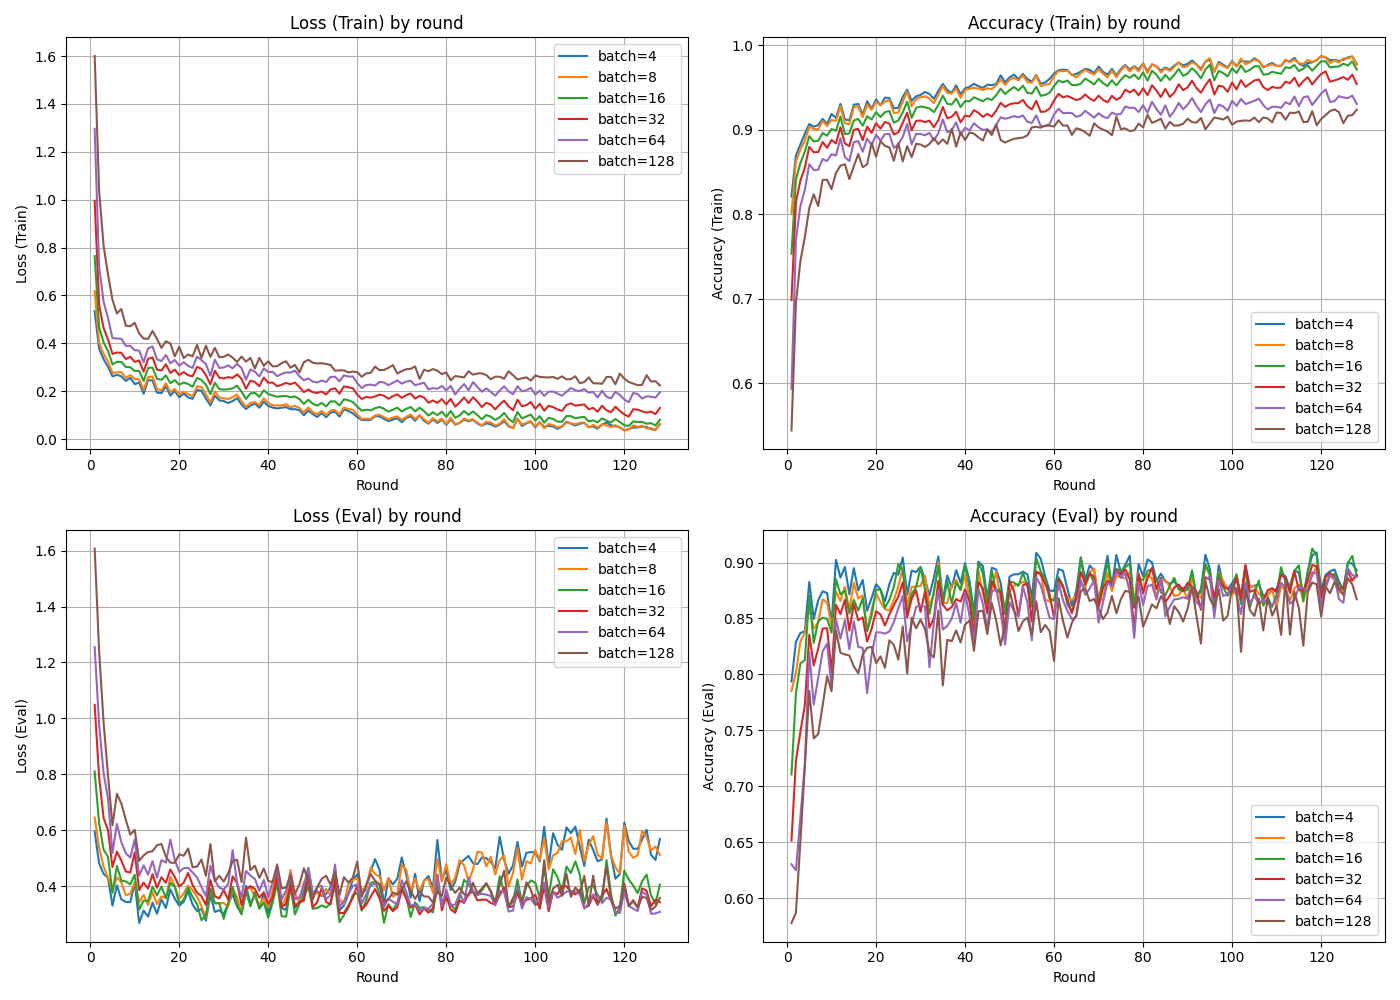 Loss (Train) by round
Loss (Train)
1.6
1.4
1.2
1.0
0.8
0.6
0.4
0.2
0.0
batch=4
batch=8
batch=16
batch=32
batch=64
batch=128
0 20 40 60 80 100 120
Round
Accuracy (Train) by round
Accuracy (Train)
1.0
0.9
0.8
0.7
0.6
batch=4
batch=8
batch=16
batch=32
batch=64
batch=128
0 20 40 60 80 100 120
Round
Loss (Eval) by round
Loss (Eval)
1.6
1.4
1.2
1.0
0.8
0.6
0.4
batch=4
batch=8
batch=16
batch=32
batch=64
batch=128
0 20 40 60 80 100 120
Round
Accuracy (Eval) by round
Accuracy (Eval)
0.90
0.85
0.80
0.75
0.70
0.65
0.60
batch=4
batch=8
batch=16
batch=32
batch=64
batch=128
0 20 40 60 80 100 120
Round